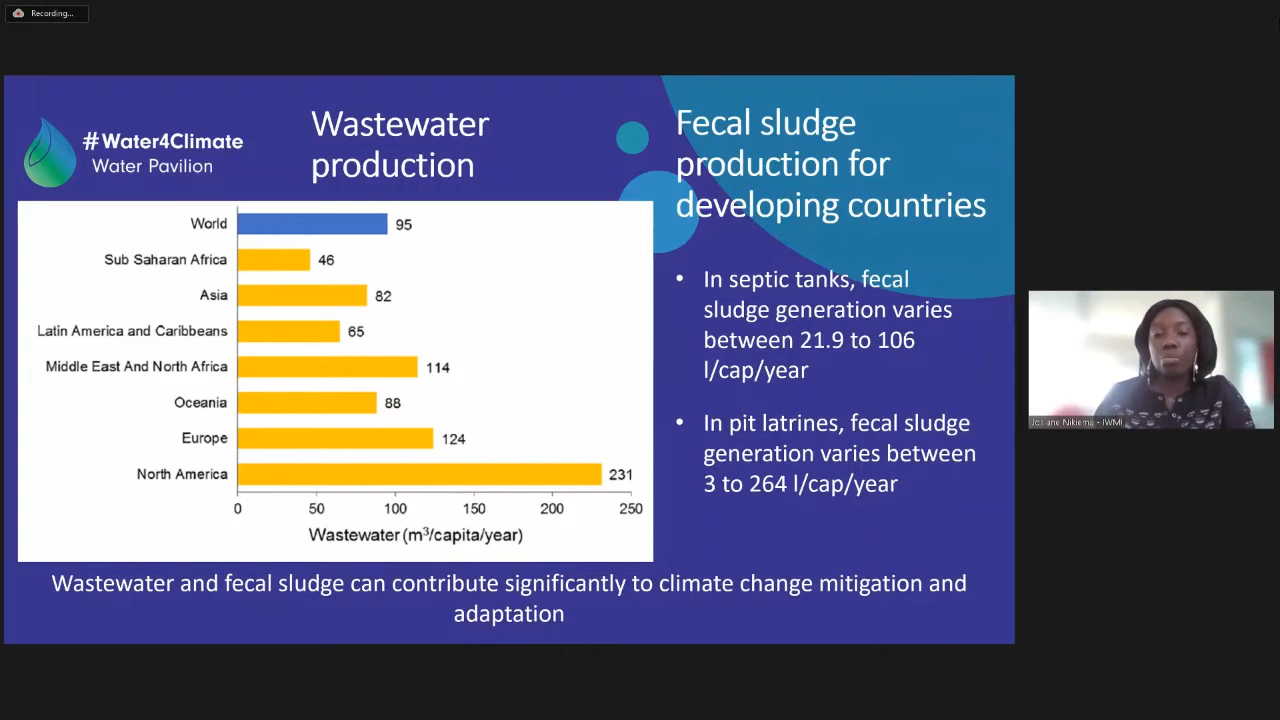 Recording...
#Water4Climate
Water Pavilion
Wastewater
production
World 95
Sub Saharan Africa 46
Asia 82
Latin America and Caribbeans 65
Middle East And North Africa 114
Oceania 88
Europe 124
North America 231
0 50 100 150 200 250
Wastewater (m³/capita/year)
Fecal sludge
production for
developing countries
• In septic tanks, fecal
sludge generation varies
between 21.9 to 106
l/cap/year
• In pit latrines, fecal sludge
generation varies between
3 to 264 l/cap/year
Wastewater and fecal sludge can contribute significantly to climate change mitigation and
adaptation
Josiane Nikiema - IWMI